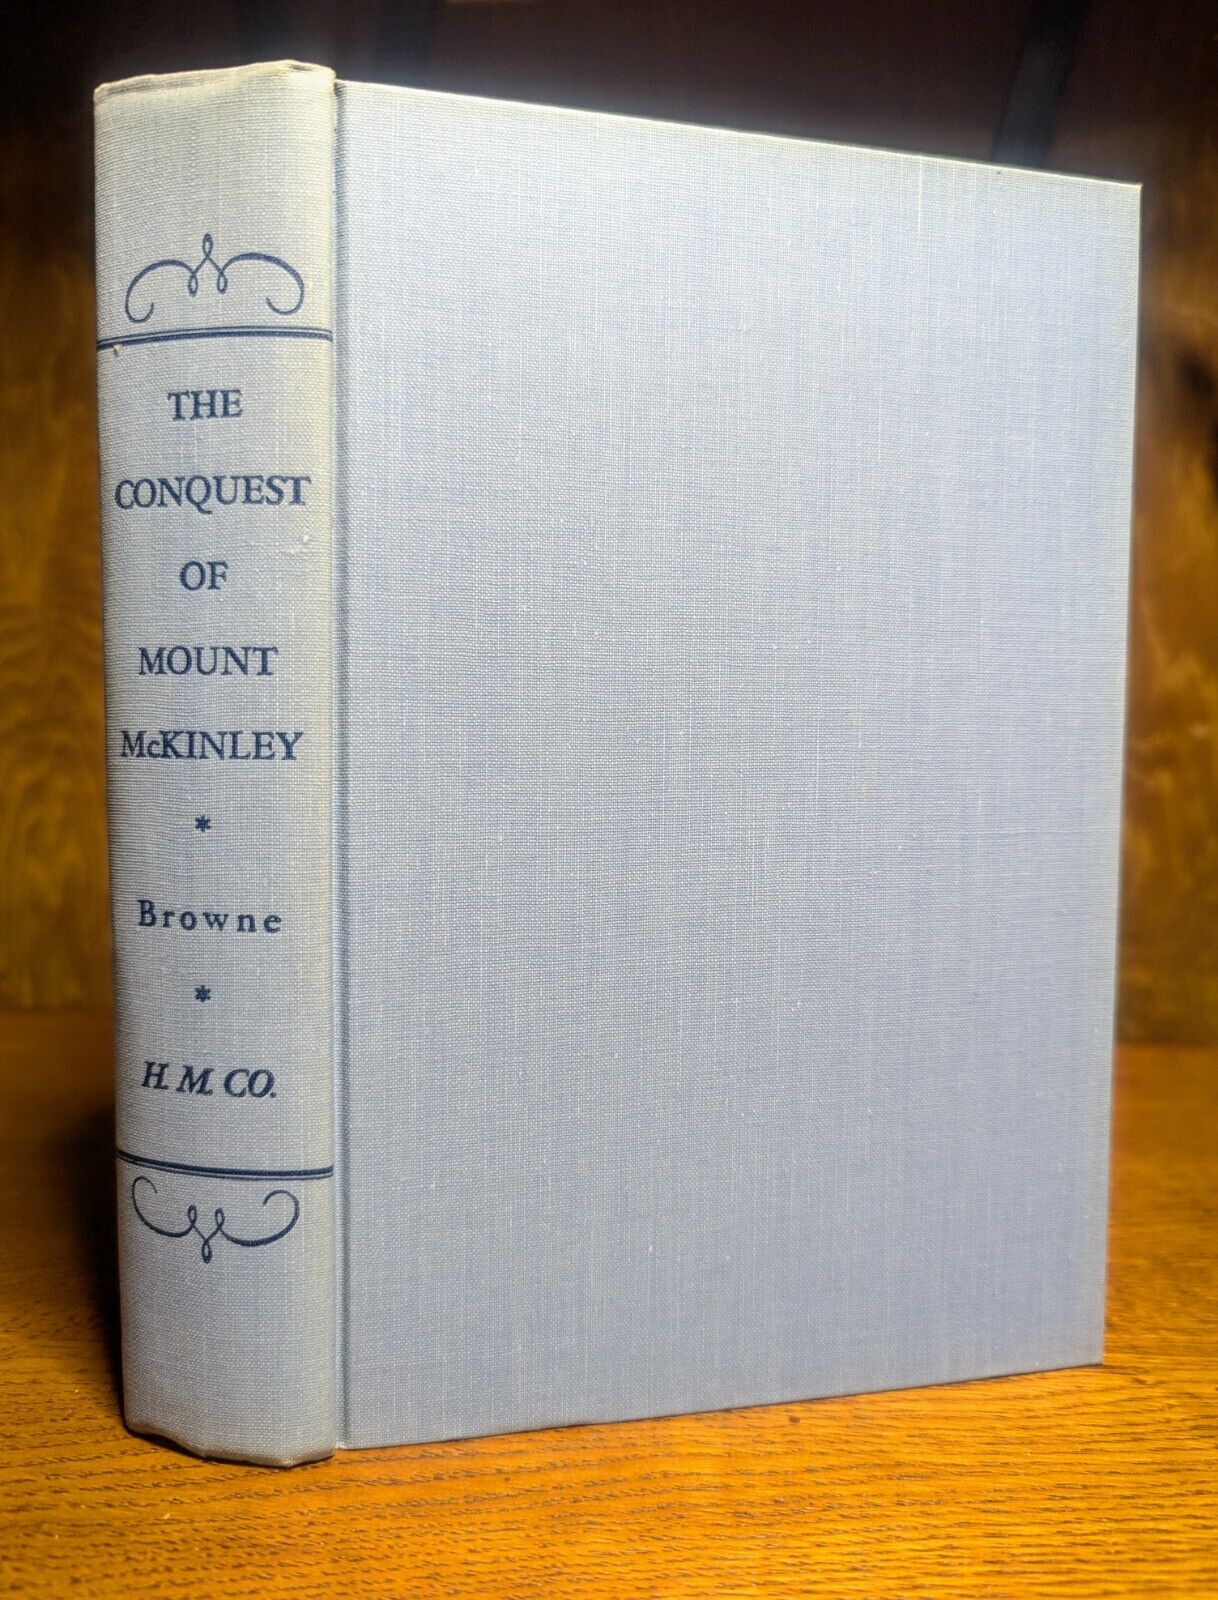 THE
CONQUEST
OF
MOUNT
McKINLEY
*
Browne
*
H. M. CO.